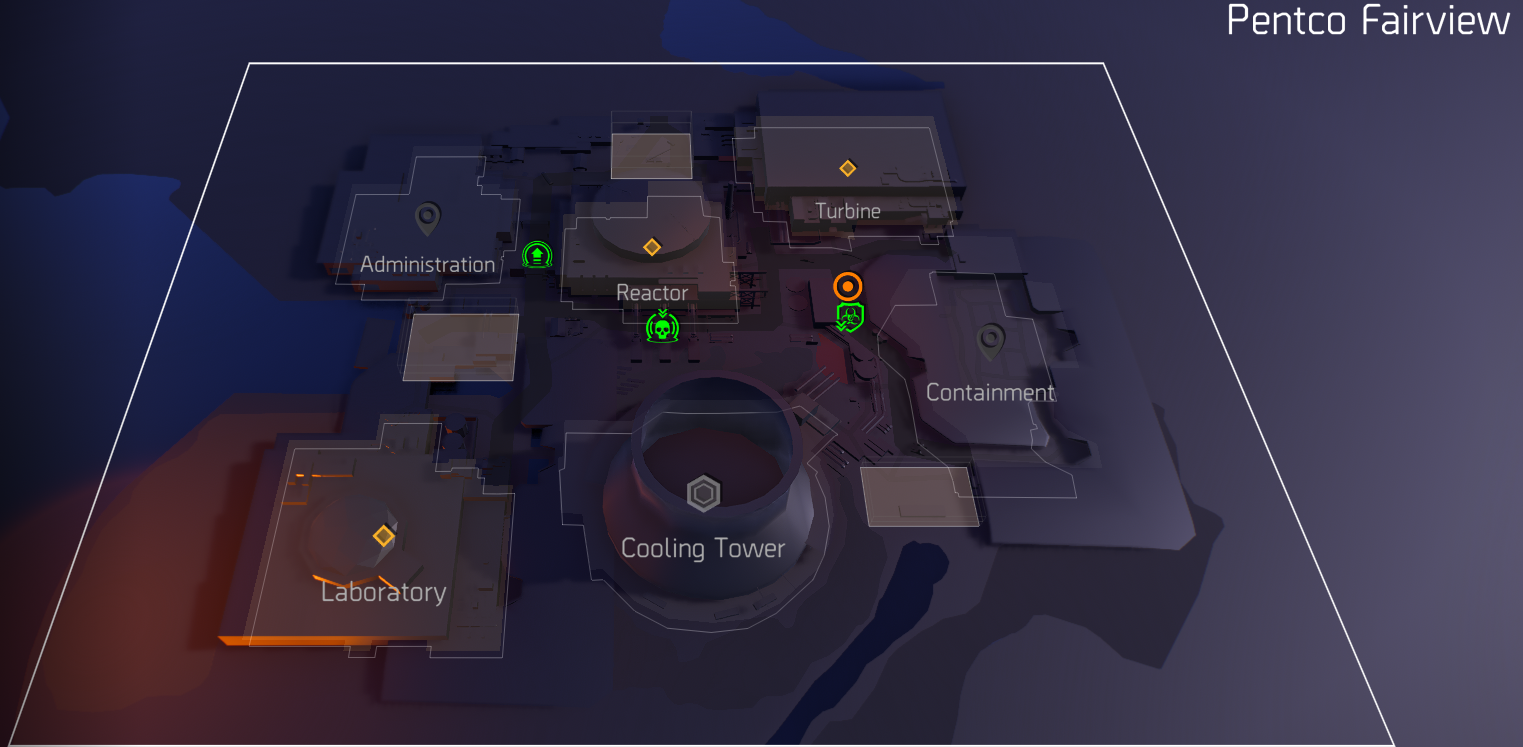 Pentco Fairview
Turbine
Administration
Reactor
Containment
Cooling Tower
Laboratory